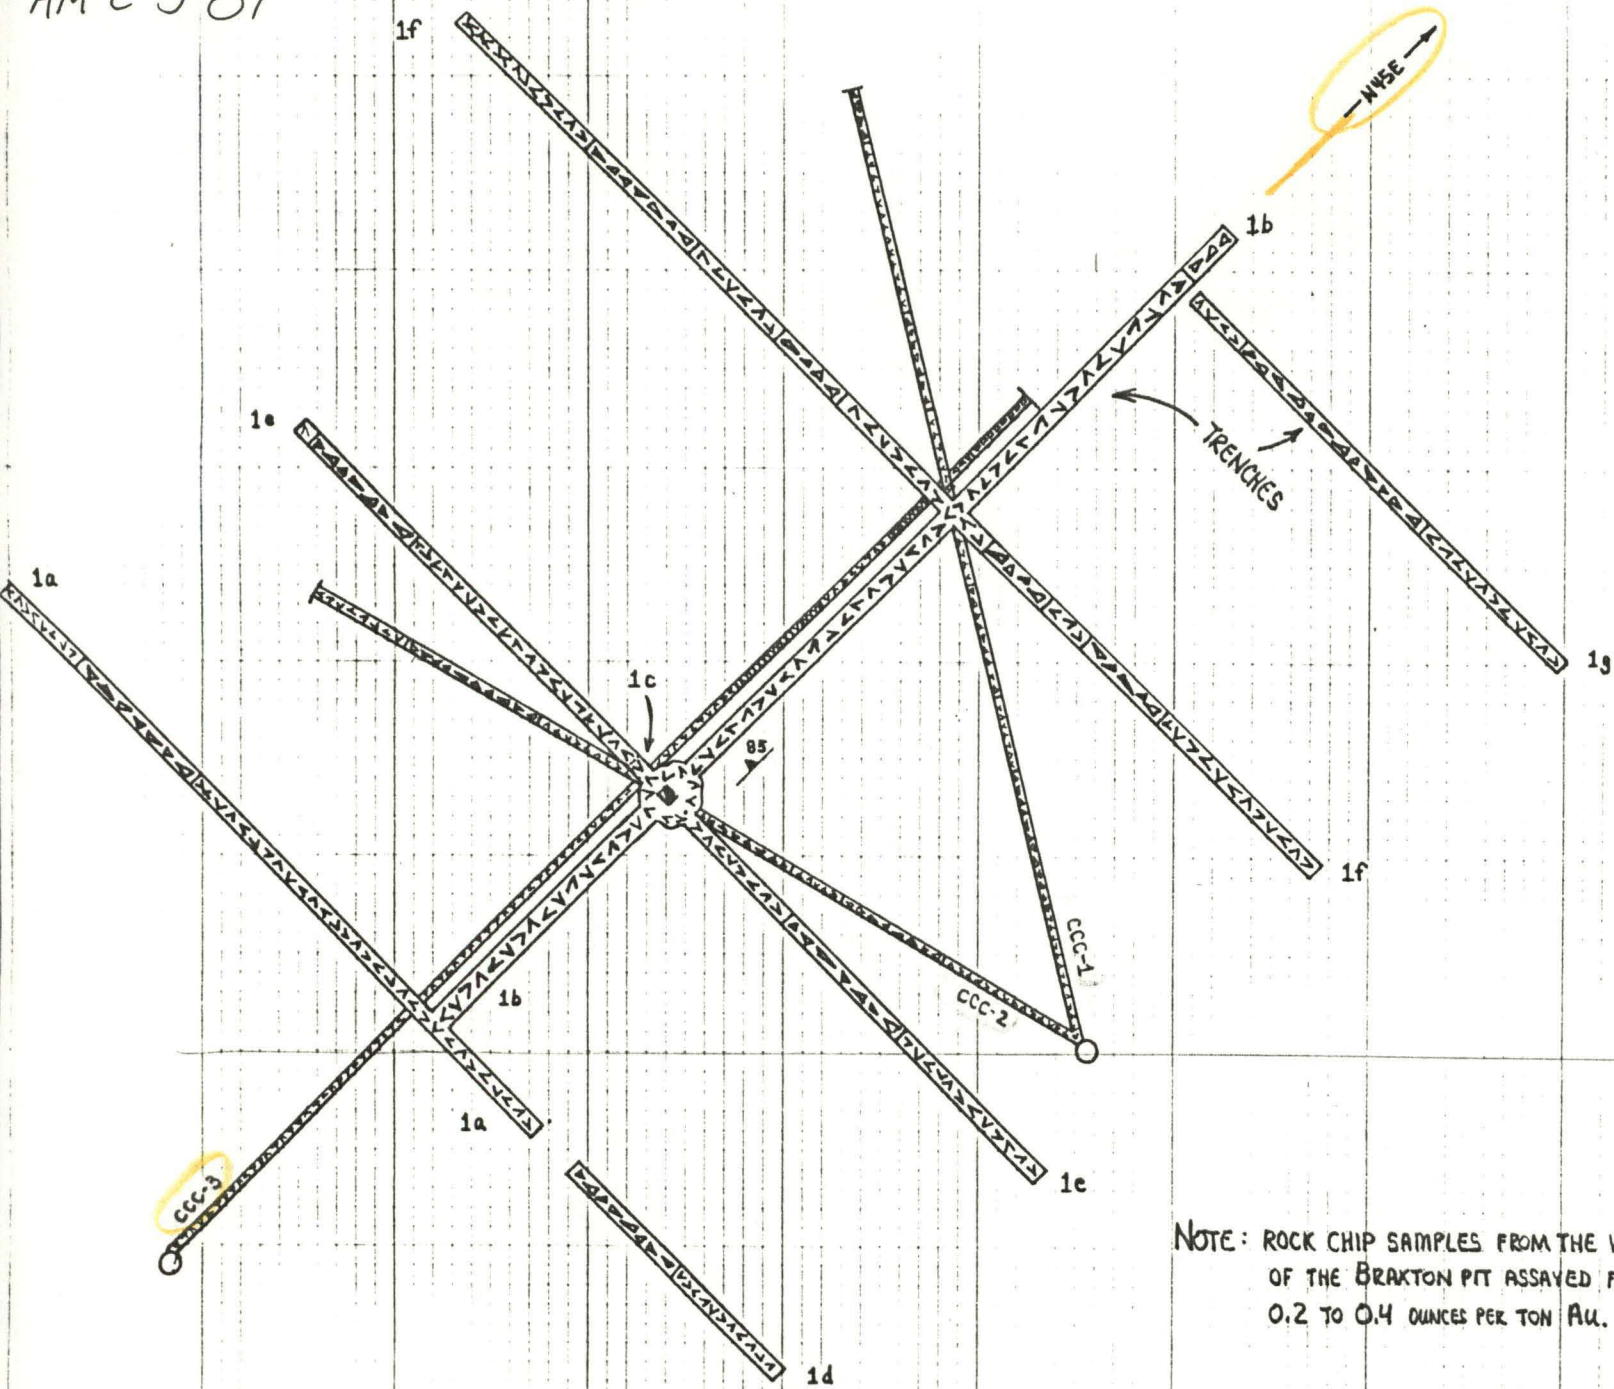 1f
N45E
1b
TRENCHES
1e
1a
1c
85
1g
1f
CCC-1
CCC-2
1b
1a
CCC-3
1e
1d
NOTE: ROCK CHIP SAMPLES FROM THE
OF THE BRAXTON PIT ASSAYED
0.2 TO 0.4 OUNCES PER TON AU.